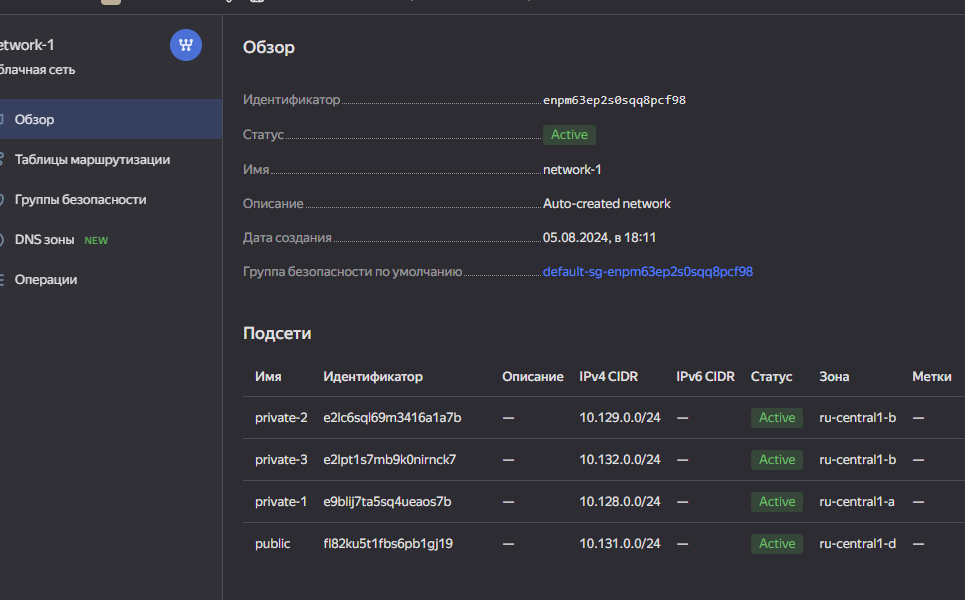 etwork-1
блачная сеть
Обзор
Таблицы маршрутизации
Группы безопасности
DNS зоны NEW
Операции
Обзор
Идентификатор enpm63ep2s0sqq8pcf98
Статус Active
Имя network-1
Описание Auto-created network
Дата создания 05.08.2024, в 18:11
Группа безопасности по умолчанию default-sg-enpm63ep2s0sqq8pcf98
Подсети
Имя Идентификатор Описание IPv4 CIDR IPv6 CIDR Статус Зона Метки
private-2 e2lc6sql69m3416a1a7b — 10.129.0.0/24 — Active ru-central1-b —
private-3 e2lpt1s7mb9k0nirnck7 — 10.132.0.0/24 — Active ru-central1-b —
private-1 e9blij7ta5sq4ueaos7b — 10.128.0.0/24 — Active ru-central1-a —
public fl82ku5t1fbs6pb1gj19 — 10.131.0.0/24 — Active ru-central1-d —